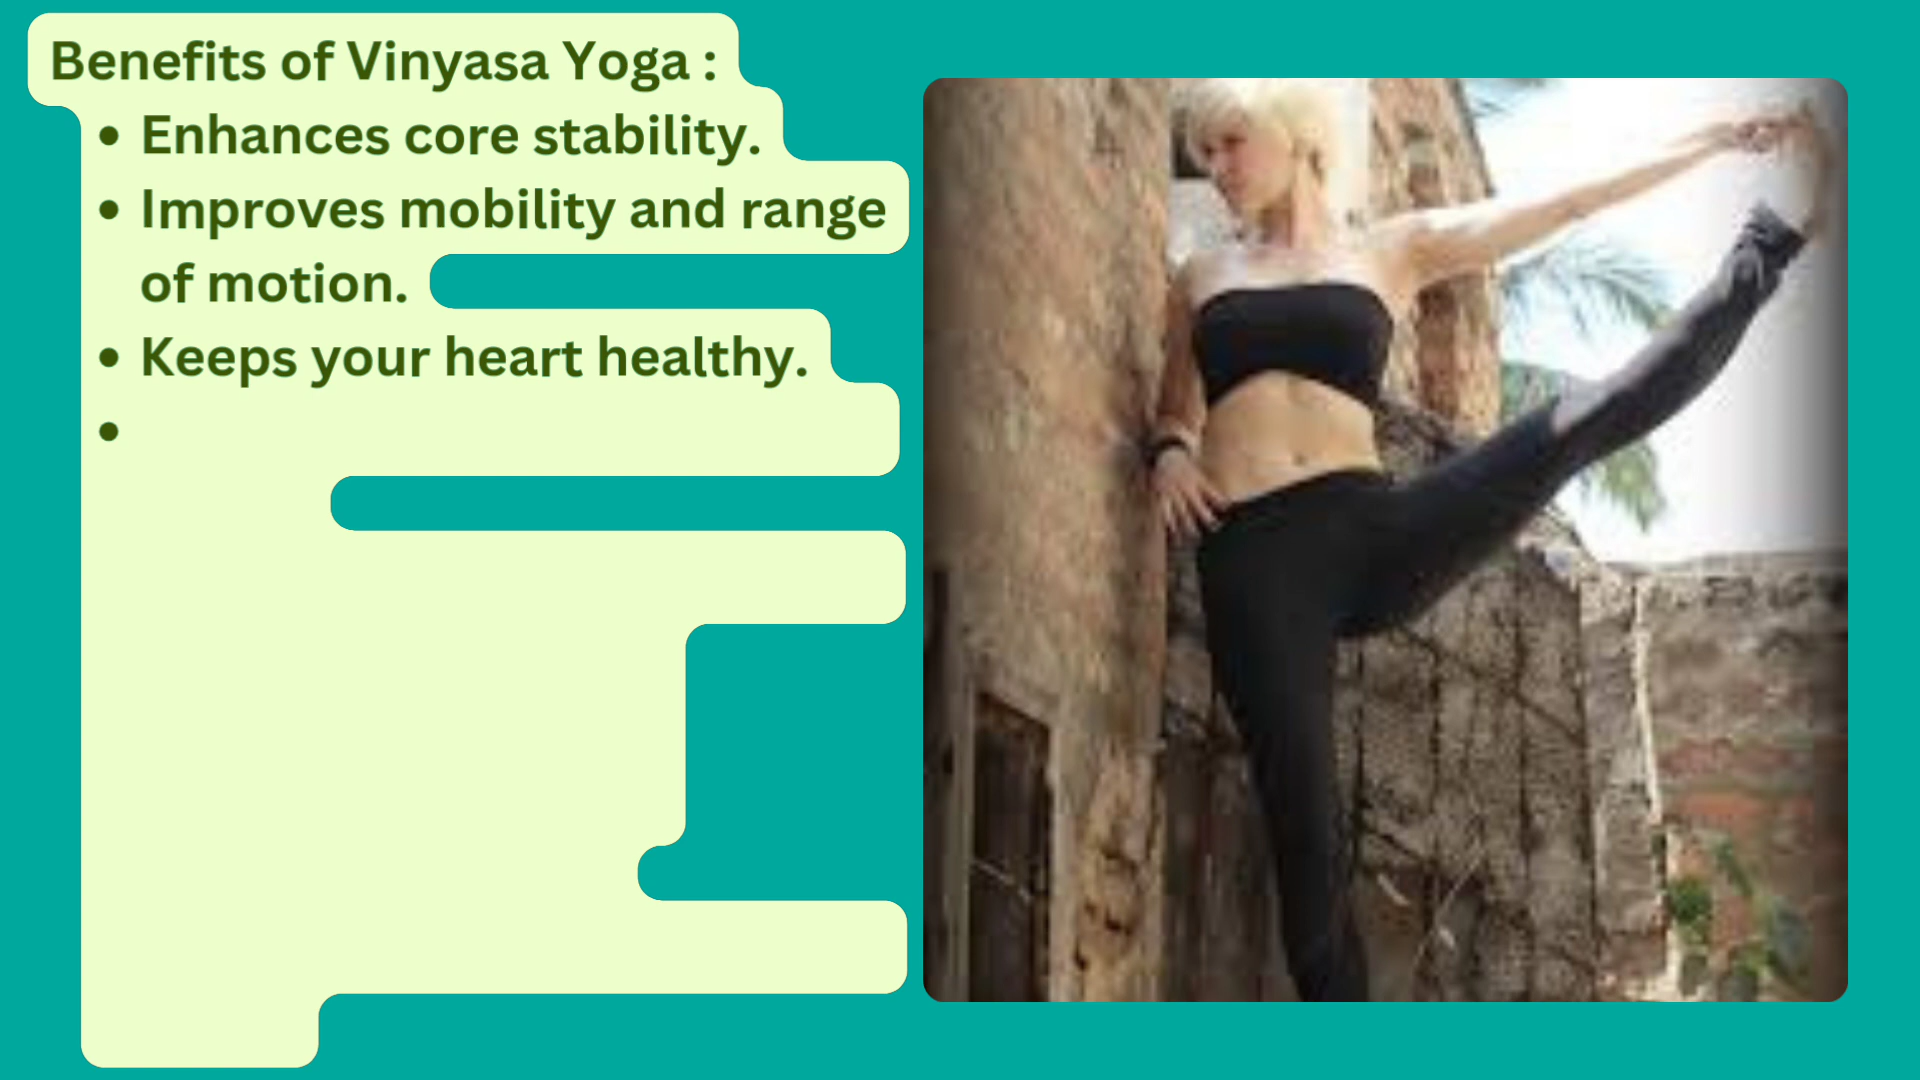 Benefits of Vinyasa Yoga :
• Enhances core stability.
• Improves mobility and range
of motion.
• Keeps your heart healthy.
•